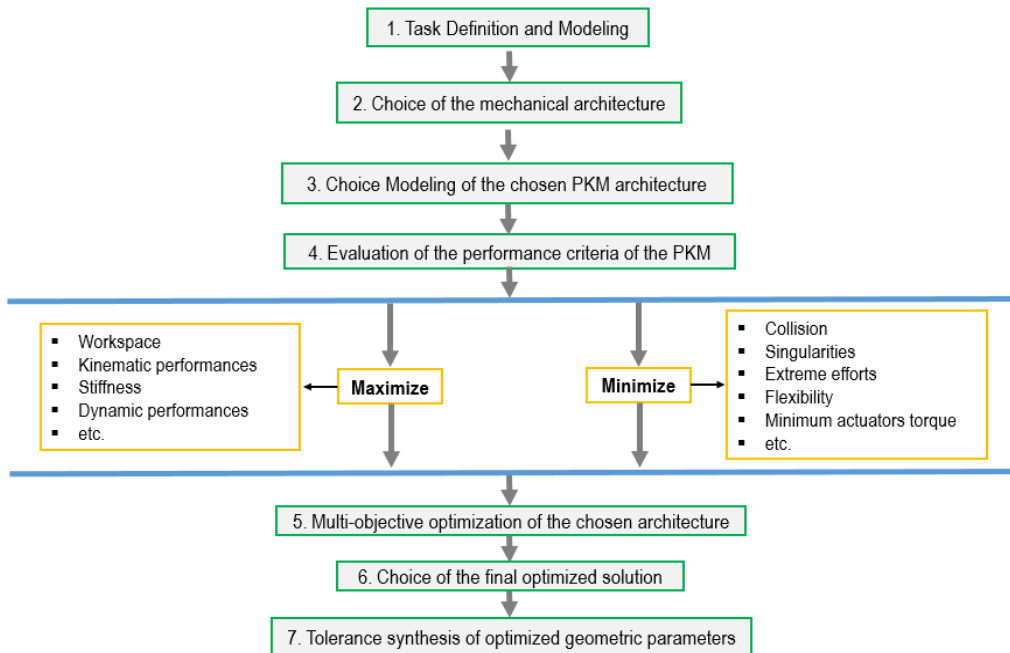 1. Task Definition and Modeling
2. Choice of the mechanical architecture
3. Choice Modeling of the chosen PKM architecture
4. Evaluation of the performance criteria of the PKM
▪ Workspace
▪ Kinematic performances
▪ Stiffness
▪ Dynamic performances
▪ etc.
Maximize
Minimize
▪ Collision
▪ Singularities
▪ Extreme efforts
▪ Flexibility
▪ Minimum actuators torque
▪ etc.
5. Multi-objective optimization of the chosen architecture
6. Choice of the final optimized solution
7. Tolerance synthesis of optimized geometric parameters